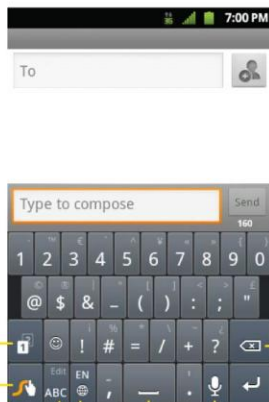 7:00 PM
To
Type to compose
Send
160
1 2 3 4 5 6 7 8 9 0
@ $ & _ ( ) : ; "
1 ! # = / + ?
Edit EN
ABC , .